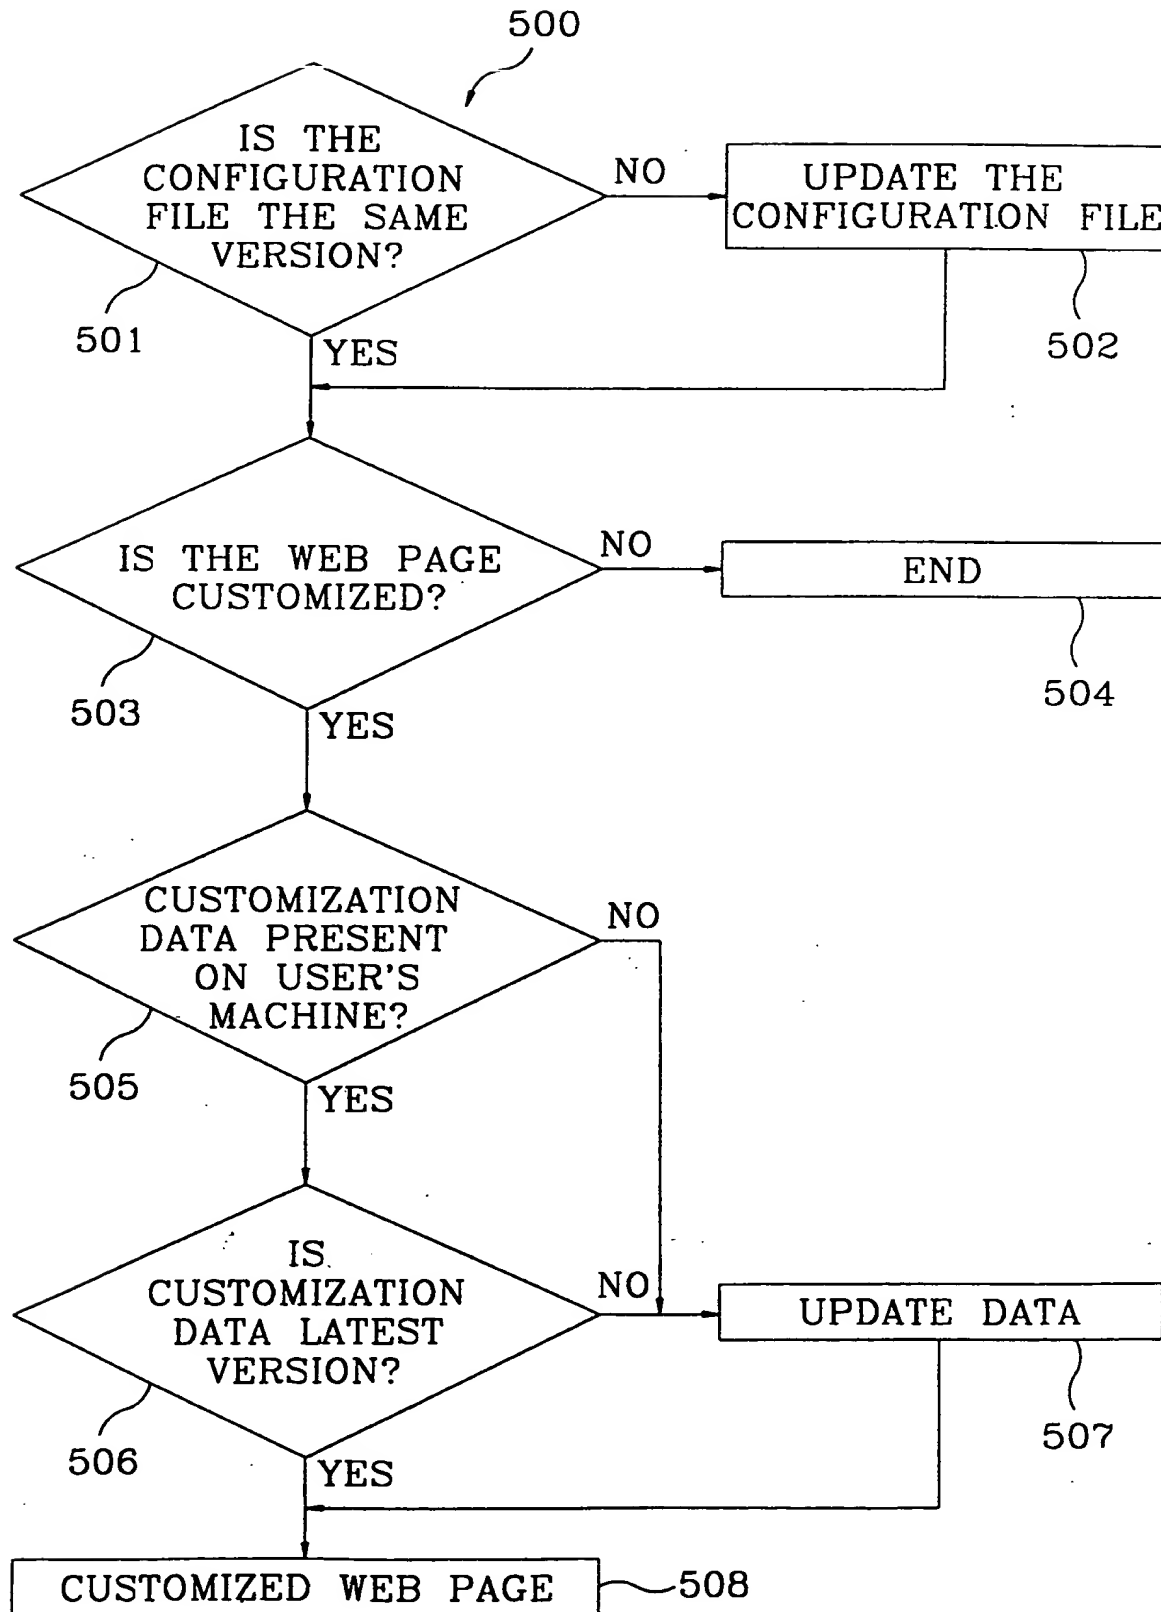 500
IS THE
CONFIGURATION
FILE THE SAME
VERSION?
NO
UPDATE THE
CONFIGURATION FILE
501
YES
502
IS THE WEB PAGE
CUSTOMIZED?
NO
END
503
YES
504
CUSTOMIZATION
DATA PRESENT
ON USER'S
MACHINE?
NO
505
YES
IS
CUSTOMIZATION
DATA LATEST
VERSION?
NO
UPDATE DATA
506
YES
507
CUSTOMIZED WEB PAGE
508